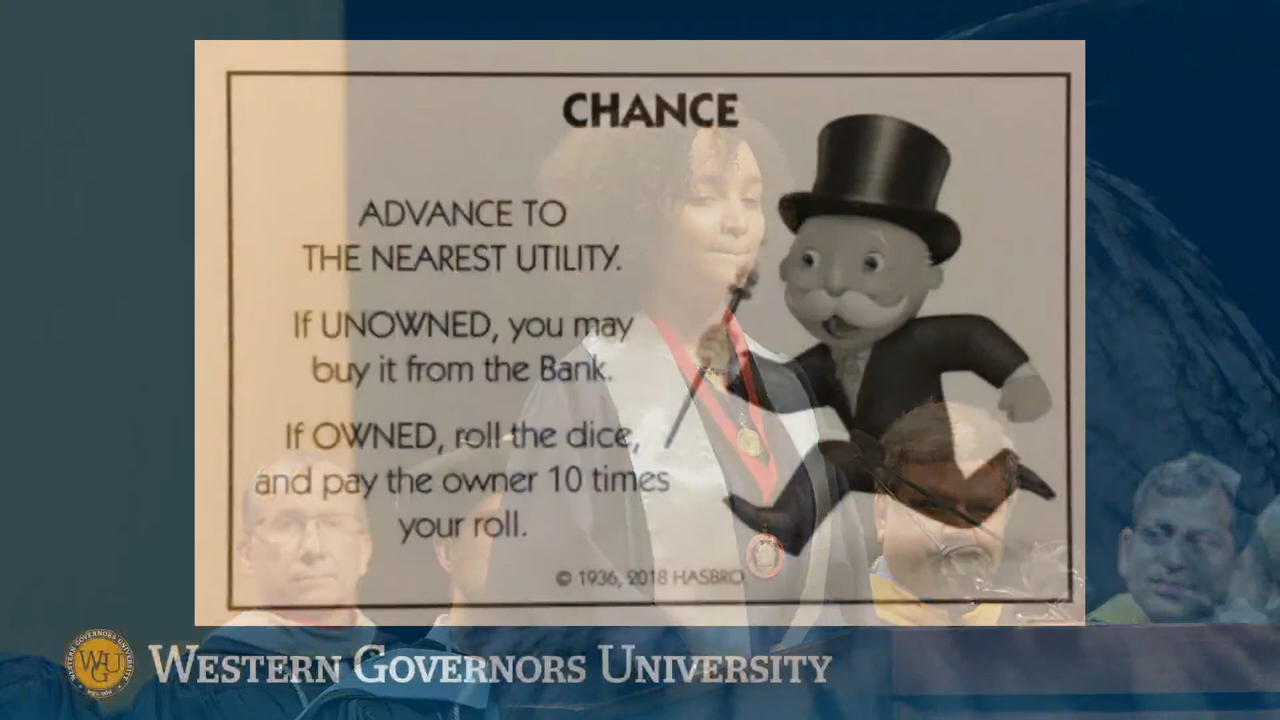 CHANCE
ADVANCE TO
THE NEAREST UTILITY.
If UNOWNED, you may
buy it from the Bank.
If OWNED, roll the dice,
and pay the owner 10 times
your roll.
© 1936, 2018 HASBRO
WGU
WESTERN GOVERNORS UNIVERSITY